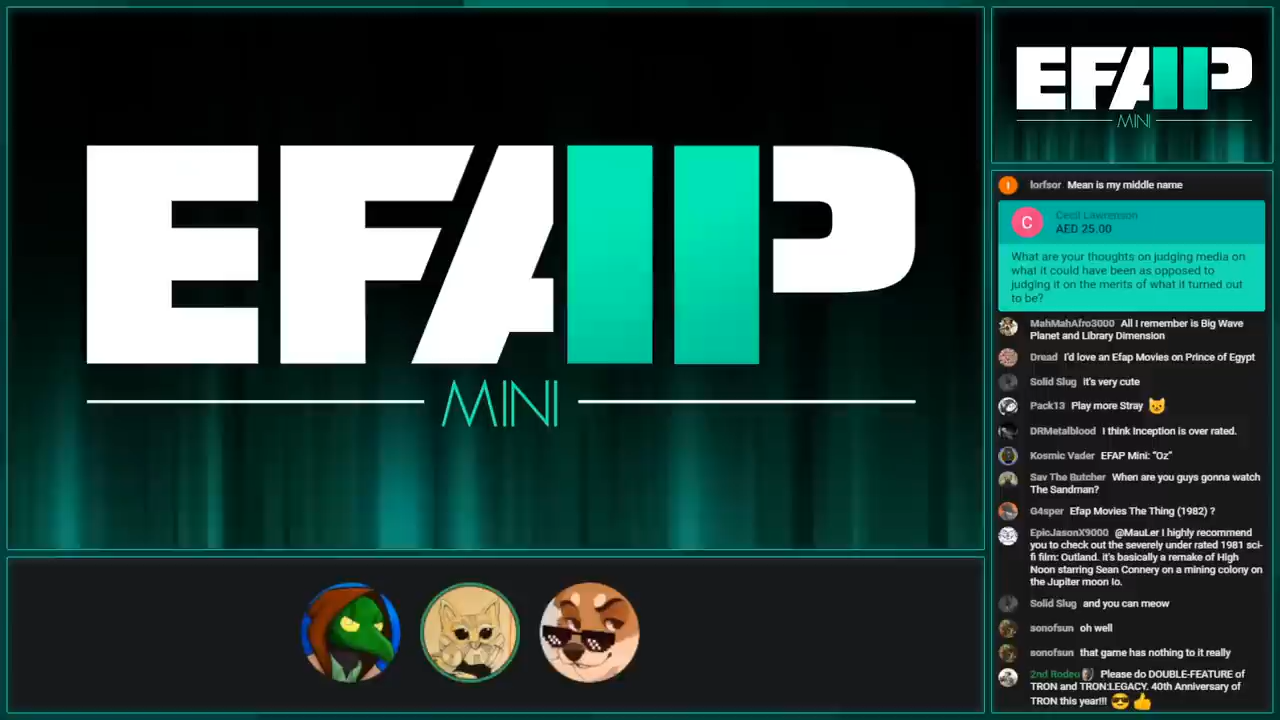 EFAP
MINI
EFAP
MINI
lorfsor Mean is my middle name
C
Cecil Lawrenson
AED 25.00
What are your thoughts on judging media on
what it could have been as opposed to
judging it on the merits of what it turned out
to be?
MahMahAfro3000 All I remember is Big Wave
Planet and Library Dimension
Dread I'd love an Efap Movies on Prince of Egypt
Solid Slug It's very cute
Pack13 Play more Stray
DRMetalblood I think Inception is over rated.
Kosmic Vader EFAP Mini: "Oz"
Sav The Butcher When are you guys gonna watch
The Sandman?
G4sper Efap Movies The Thing (1982) ?
EpicJasonX9000 @MauLer I highly recommend
you to check out the severely under rated 1981 sci-
fi film: Outland. it's basically a remake of High
Noon starring Sean Connery on a mining colony on
the Jupiter moon Io.
Solid Slug and you can meow
sonofsun oh well
sonofsun that game has nothing to it really
2nd Rodeo Please do DOUBLE-FEATURE of
TRON and TRON:LEGACY. 40th Anniversary of
TRON this year!!!